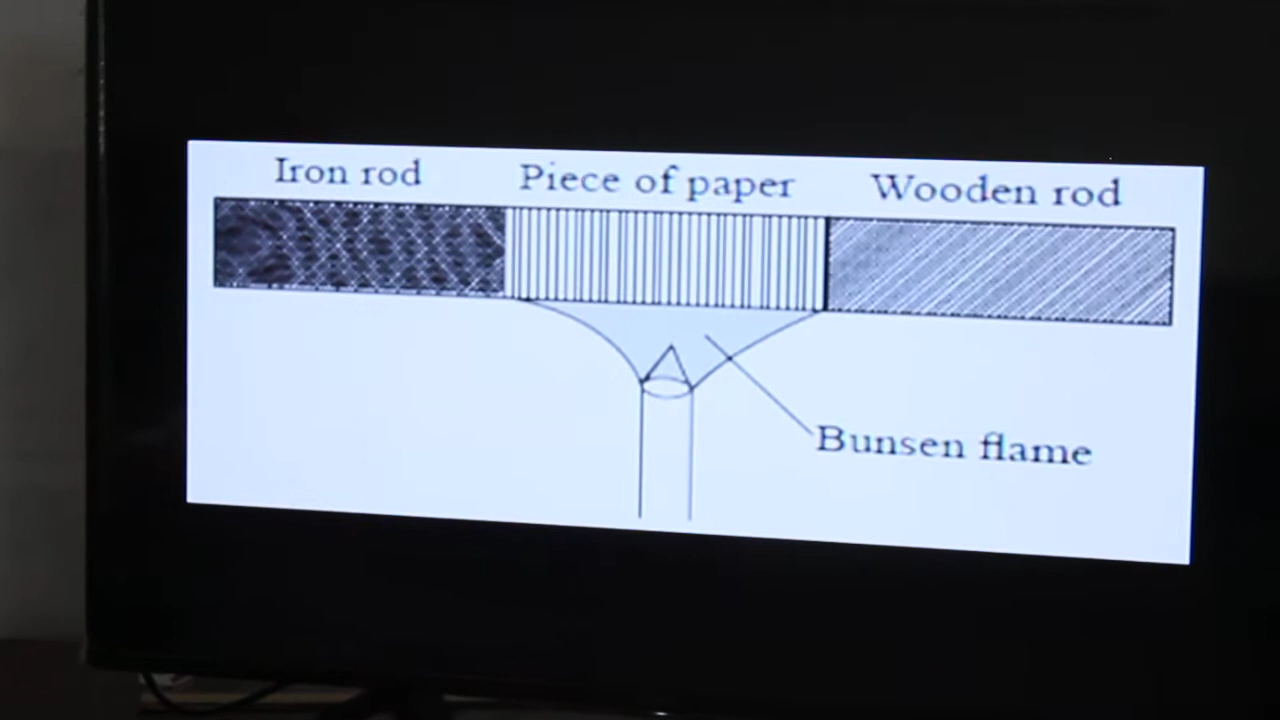 Iron rod
Piece of paper
Wooden rod
Bunsen flame